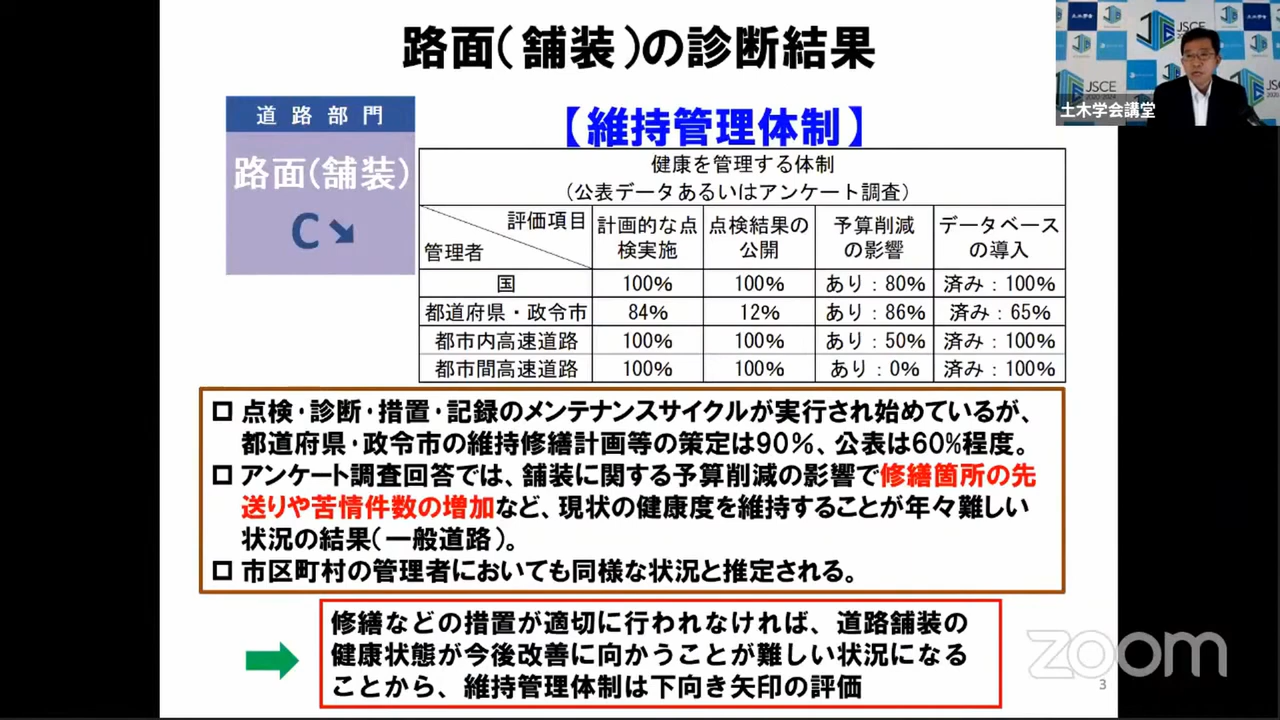 路面(舗装)の診断結果
JSCE
土木学会講堂
道路部門
路面(舗装)
C➘
【維持管理体制】
健康を管理する体制
(公表データあるいはアンケート調査)
評価項目
管理者
計画的な点
検実施
点検結果の
公開
予算削減
の影響
データベース
の導入
国 100% 100% あり:80% 済み:100%
都道府県・政令市 84% 12% あり:86% 済み:65%
都市内高速道路 100% 100% あり:50% 済み:100%
都市間高速道路 100% 100% あり:0% 済み:100%
□ 点検・診断・措置・記録のメンテナンスサイクルが実行され始めているが、
都道府県・政令市の維持修繕計画等の策定は90%、公表は60%程度。
□ アンケート調査回答では、舗装に関する予算削減の影響で修繕箇所の先
送りや苦情件数の増加など、現状の健康度を維持することが年々難しい
状況の結果(一般道路)。
□ 市区町村の管理者においても同様な状況と推定される。
修繕などの措置が適切に行われなければ、道路舗装の
健康状態が今後改善に向かうことが難しい状況になる
ことから、維持管理体制は下向き矢印の評価
zoom
3